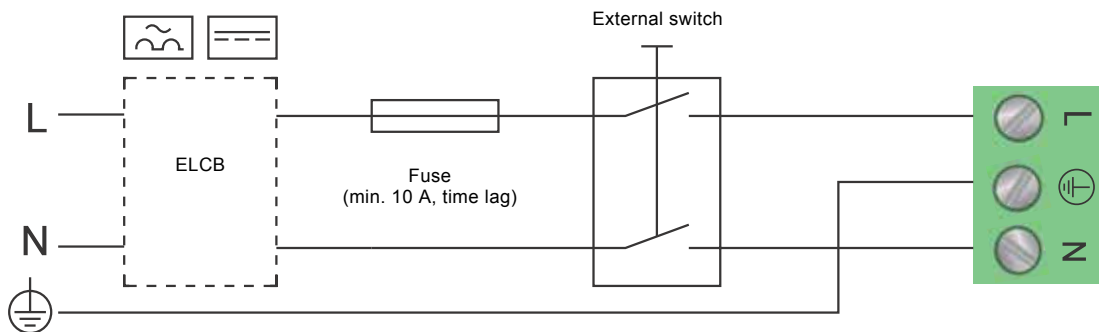 External switch
L
ELCB
Fuse
(min. 10 A, time lag)
N
L
N